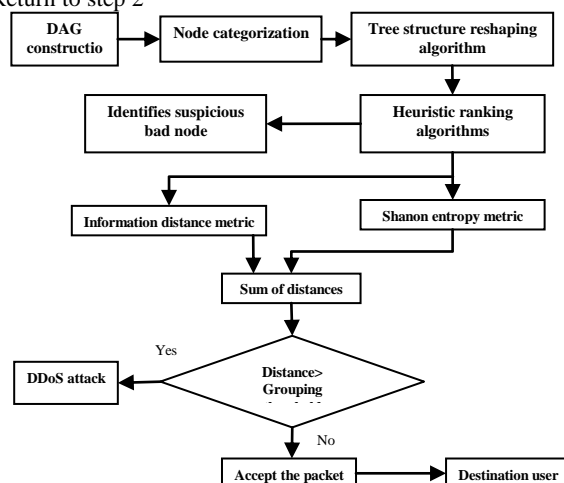 Return to step 2
DAG
constructio
Node categorization
Tree structure reshaping
algorithm
Identifies suspicious
bad node
Heuristic ranking
algorithms
Information distance metric
Shanon entropy metric
Sum of distances
Yes
DDoS attack
Distance>
Grouping
No
Accept the packet
Destination user